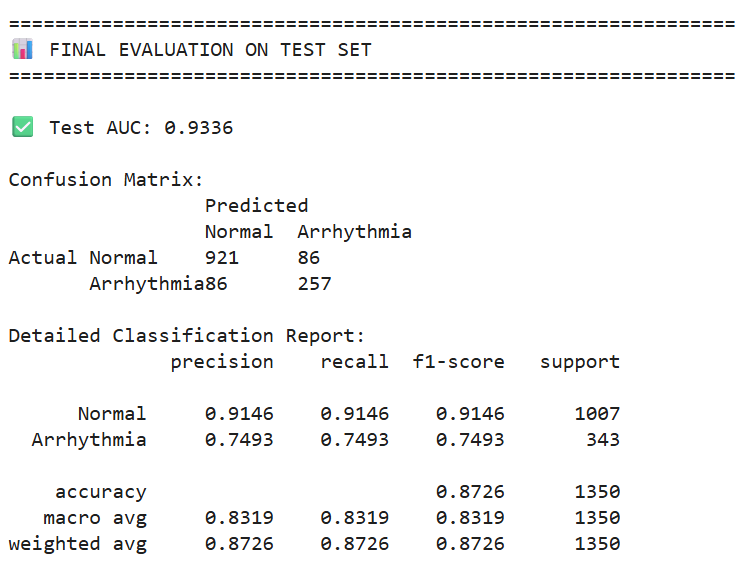 ===============================================================
📊 FINAL EVALUATION ON TEST SET
===============================================================
✅ Test AUC: 0.9336
Confusion Matrix:
                 Predicted
                 Normal  Arrhythmia
Actual Normal    921     86
       Arrhythmia86      257
Detailed Classification Report:
              precision    recall  f1-score   support
      Normal     0.9146    0.9146    0.9146      1007
  Arrhythmia     0.7493    0.7493    0.7493       343
    accuracy                         0.8726      1350
   macro avg     0.8319    0.8319    0.8319      1350
weighted avg     0.8726    0.8726    0.8726      1350